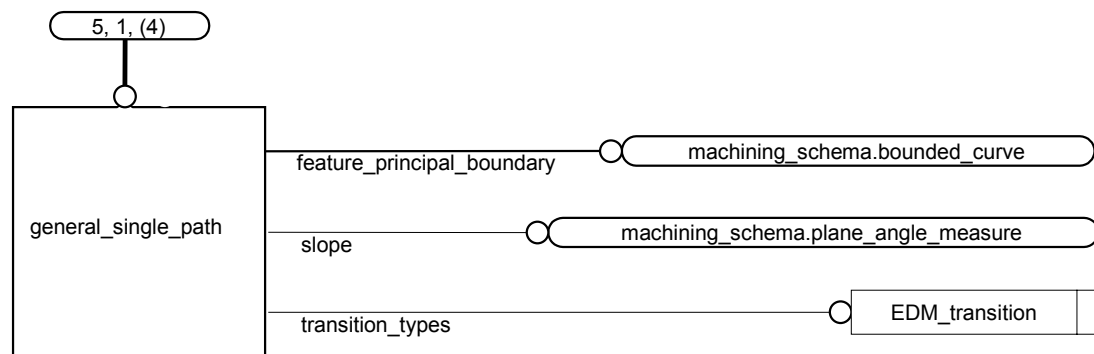 5, 1, (4)
feature_principal_boundary
machining_schema.bounded_curve
general_single_path
slope
machining_schema.plane_angle_measure
transition_types
EDM_transition